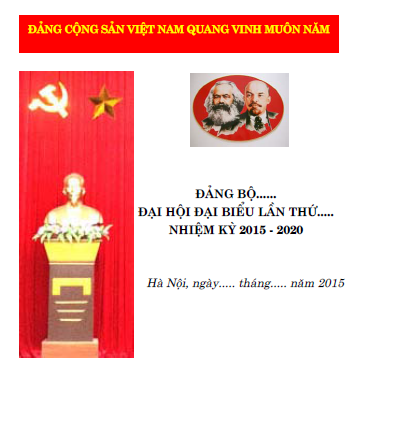 ĐẢNG CỘNG SẢN VIỆT NAM QUANG VINH MUÔN NĂM
ĐẢNG BỘ......
ĐẠI HỘI ĐẠI BIỂU LẦN THỨ.....
NHIỆM KỲ 2015 - 2020
Hà Nội, ngày..... tháng..... năm 2015